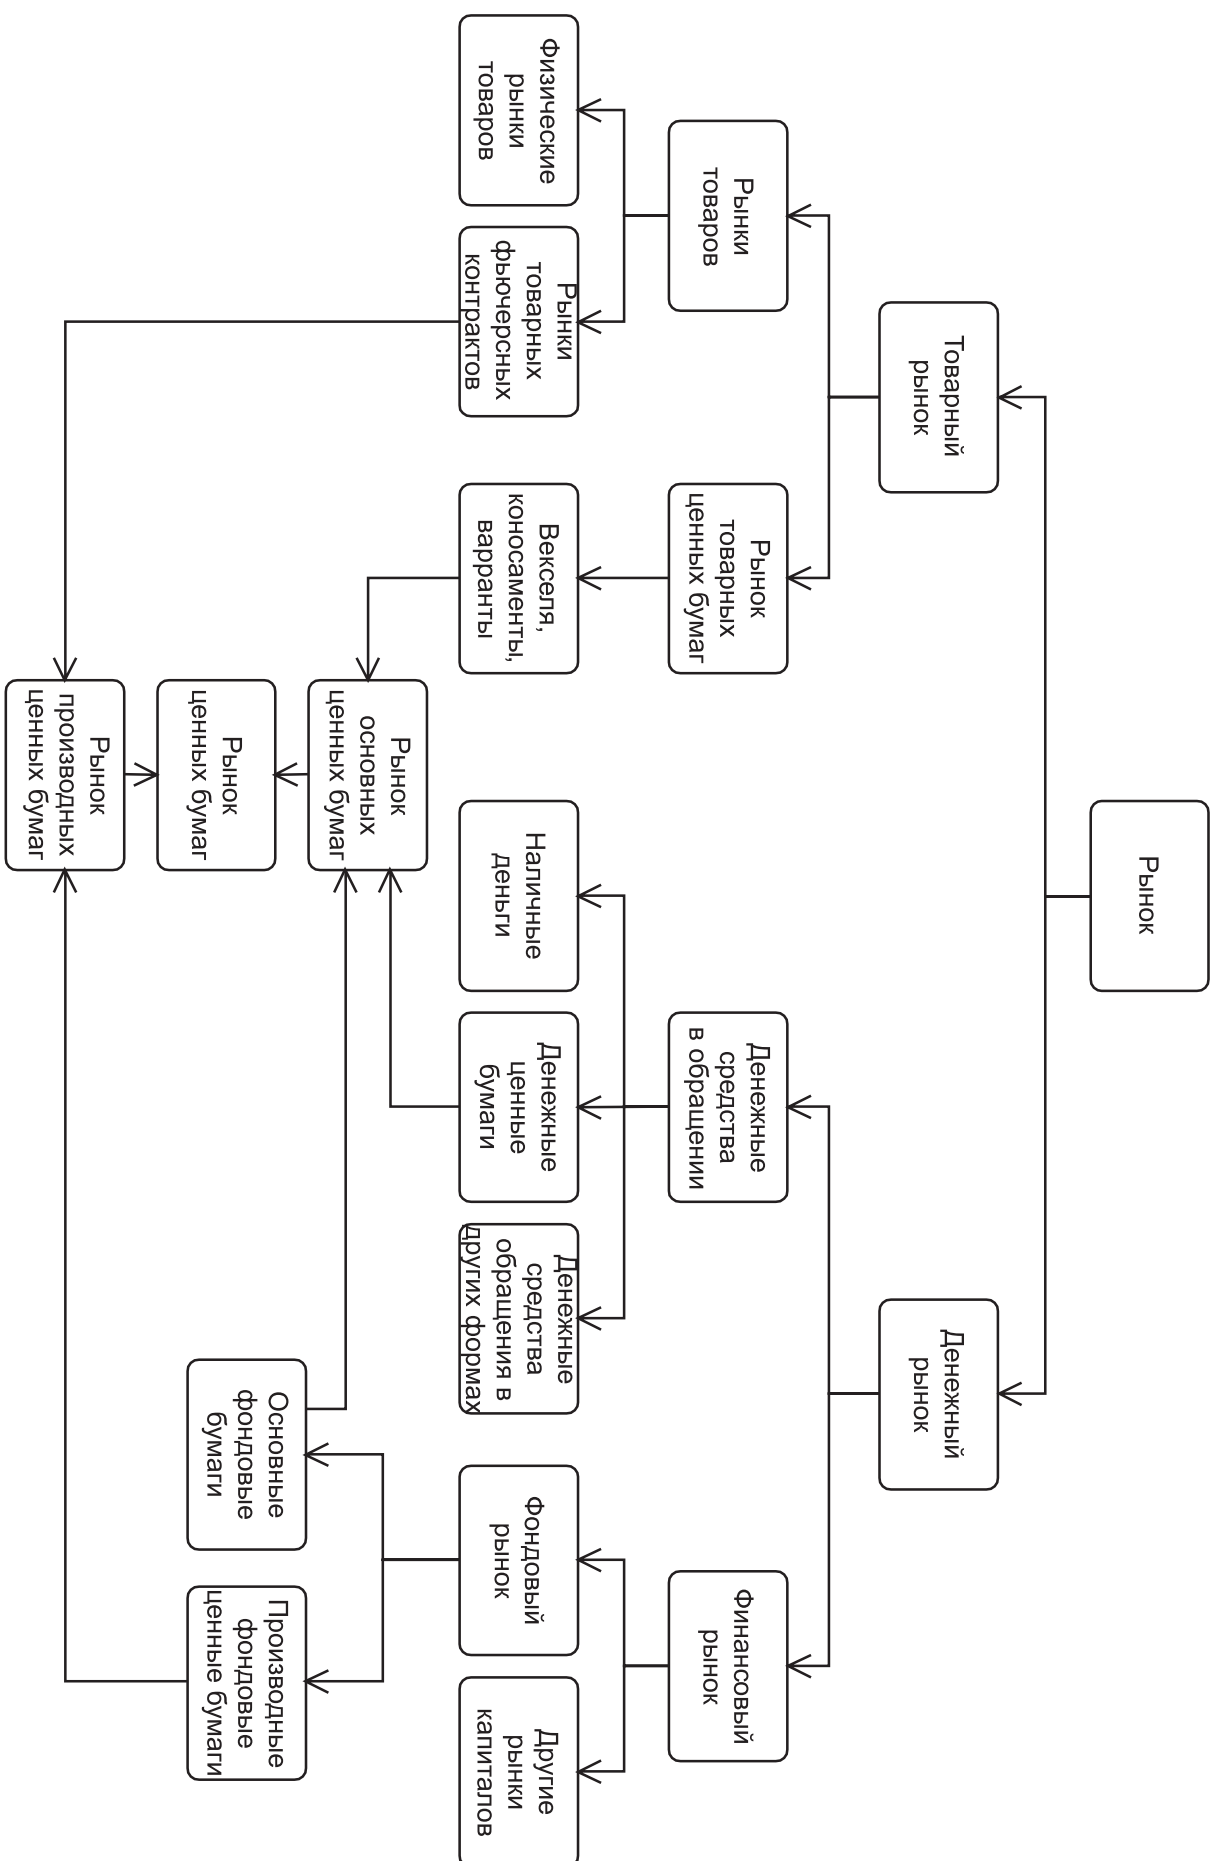 Рынок
Товарный
рынок
Денежный
рынок
Рынки
товаров
Рынок
товарных
ценных бумаг
Денежные
средства
в обращении
Финансовый
рынок
Физические
рынки
товаров
Рынки
товарных
фьючерсных
контрактов
Векселя,
коносаменты,
варранты
Наличные
деньги
Денежные
ценные
бумаги
Денежные
средства
обращения в
других формах
Фондовый
рынок
Другие
рынки
капиталов
Рынок
основных
ценных бумаг
Основные
фондовые
бумаги
Производные
фондовые
ценные бумаги
Рынок
ценных бумаг
Рынок
производных
ценных бумаг